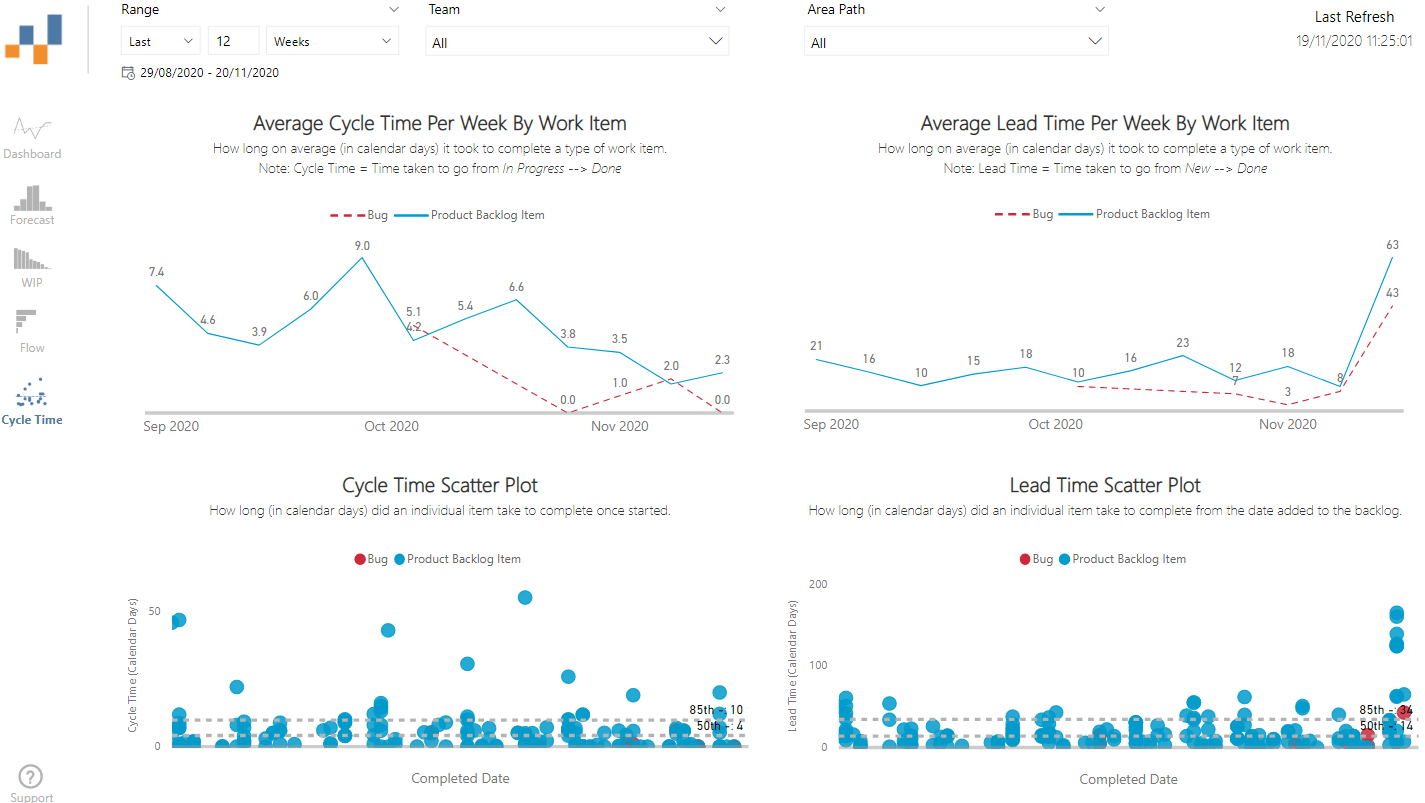 Range
Team
Area Path
Last Refresh
19/11/2020 11:25:01
Last
12
Weeks
All
All
29/08/2020 - 20/11/2020
Dashboard
Forecast
WIP
Flow
Cycle Time
Support
Average Cycle Time Per Week By Work Item
How long on average (in calendar days) it took to complete a type of work item.
Note: Cycle Time = Time taken to go from In Progress --> Done
Bug
Product Backlog Item
7.4
4.6
3.9
6.0
9.0
5.1
4.2
5.4
6.6
3.8
3.5
2.0
2.3
0.0
1.0
0.0
Sep 2020
Oct 2020
Nov 2020
Average Lead Time Per Week By Work Item
How long on average (in calendar days) it took to complete a type of work item.
Note: Lead Time = Time taken to go from New --> Done
Bug
Product Backlog Item
21
16
10
15
18
10
16
23
12
7
18
3
8
63
43
Sep 2020
Oct 2020
Nov 2020
Cycle Time Scatter Plot
How long (in calendar days) did an individual item take to complete once started.
Bug
Product Backlog Item
Cycle Time (Calendar Days)
50
0
85th -: 10
50th -: 4
Completed Date
Lead Time Scatter Plot
How long (in calendar days) did an individual item take to complete from the date added to the backlog.
Bug
Product Backlog Item
Lead Time (Calendar Days)
200
100
0
85th -: 34
50th -: 14
Completed Date